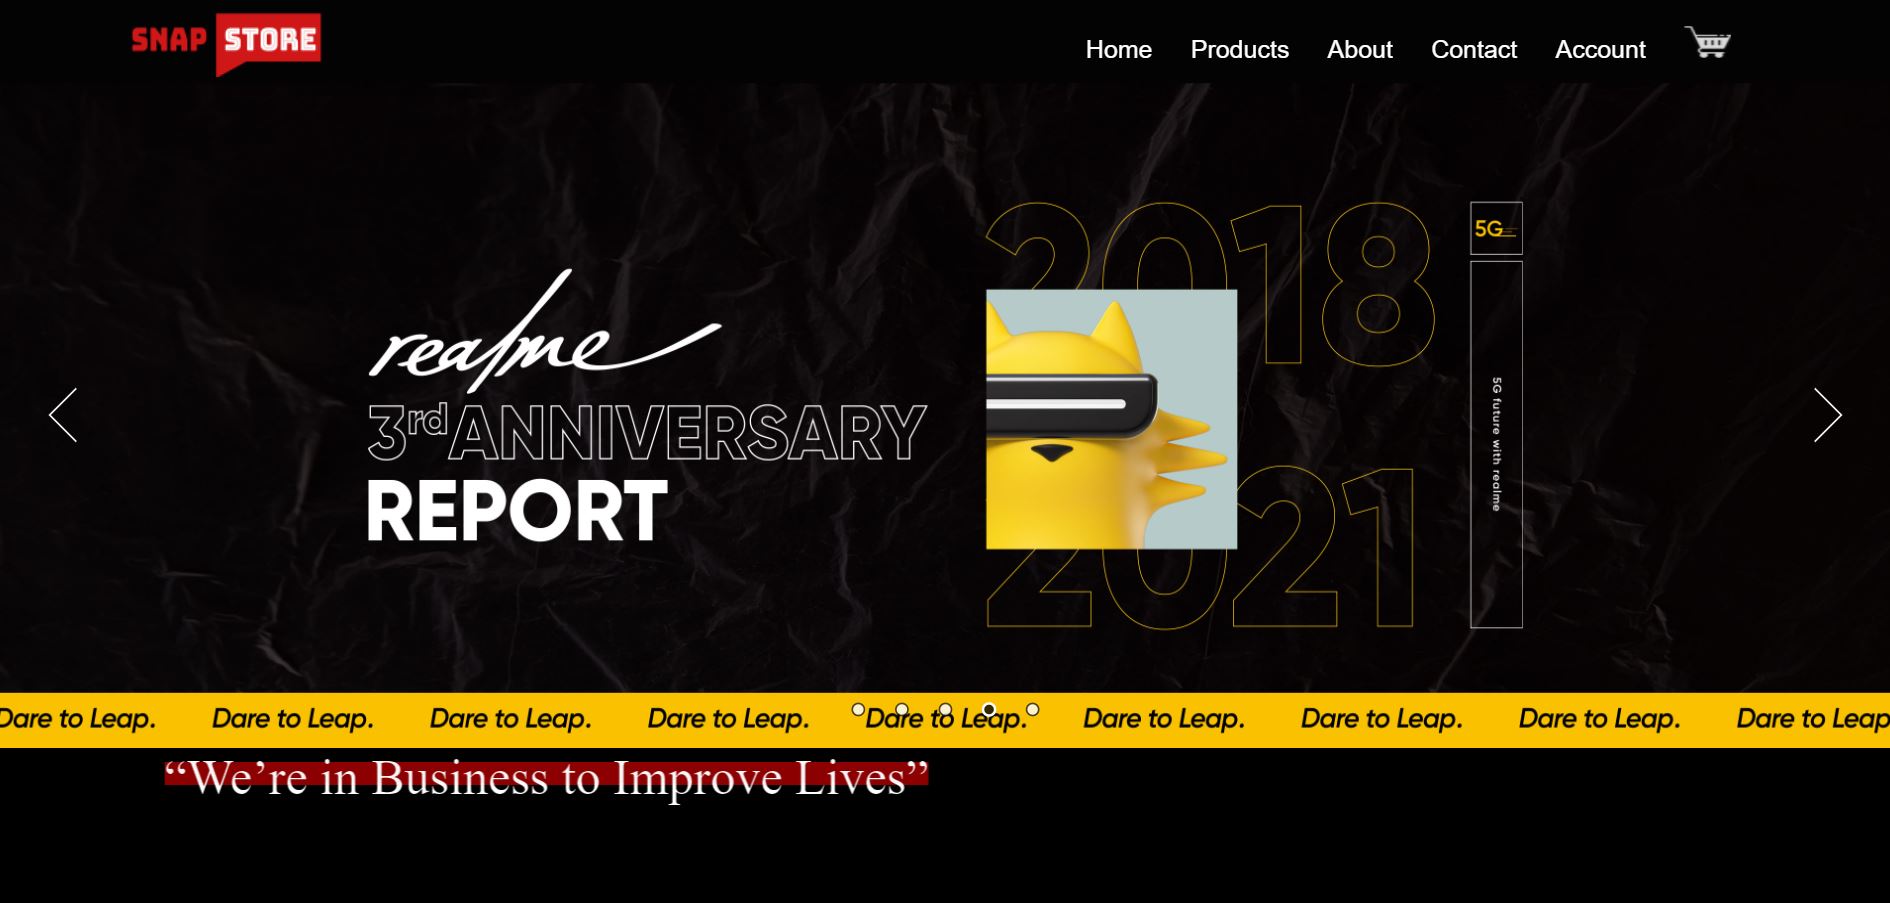 SNAP STORE
Home Products About Contact Account
2018
5G
realme
3rd ANNIVERSARY
REPORT
5G future with realme
2021
Dare to Leap. Dare to Leap. Dare to Leap. Dare to Leap. Dare to Leap. Dare to Leap. Dare to Leap. Dare to Leap. Dare to Leap
“We’re in Business to Improve Lives”